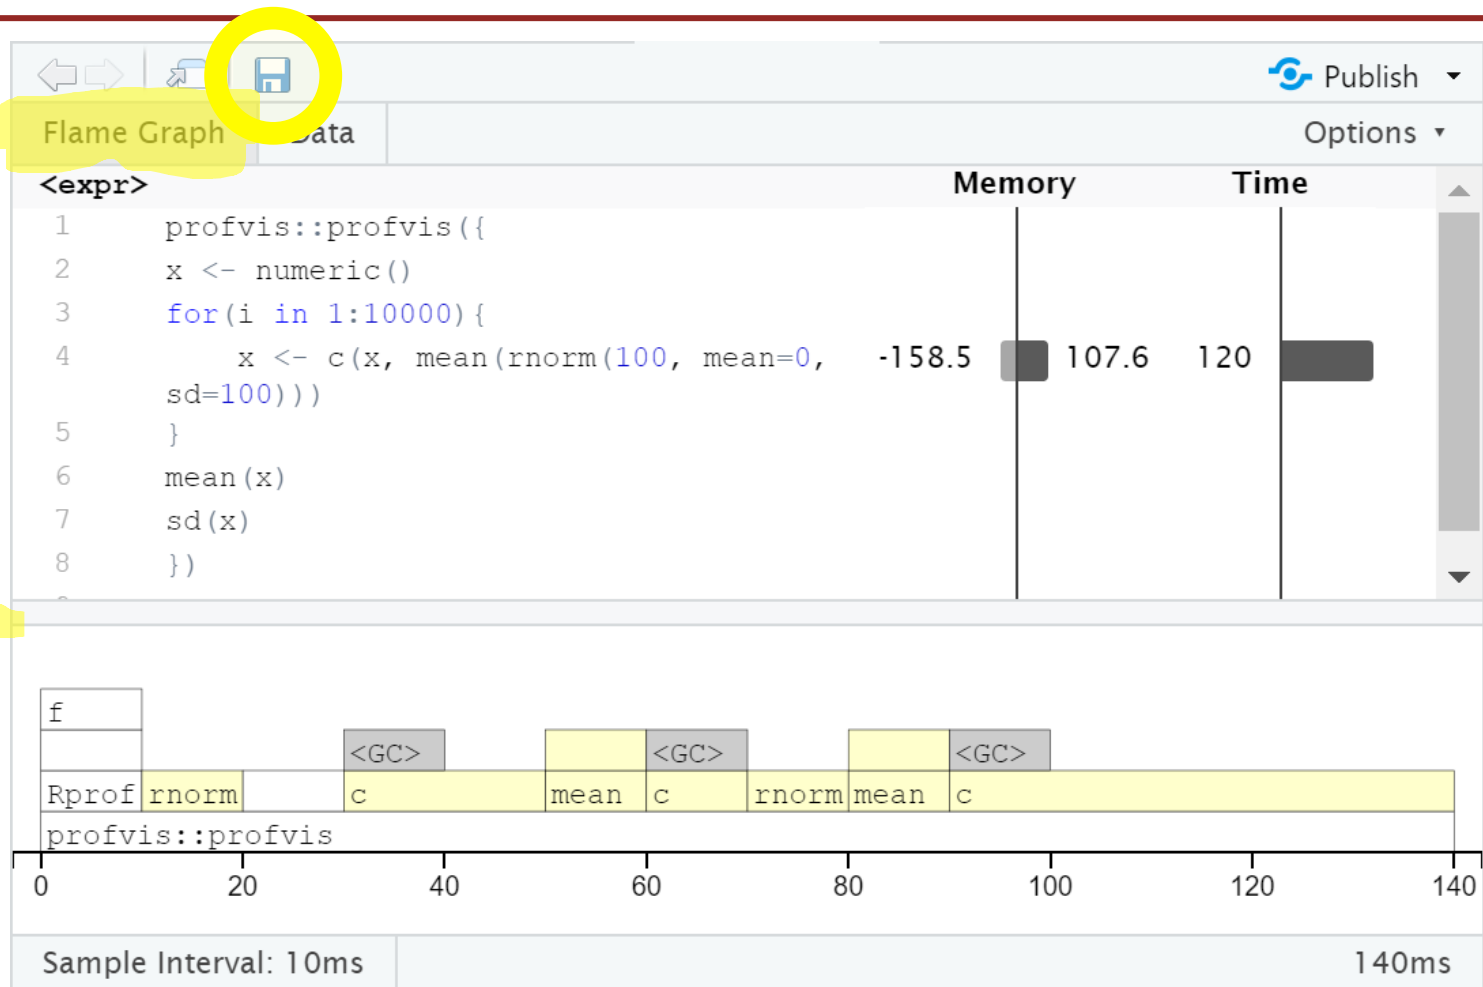 Publish
Flame Graph Data Options
<expr> Memory Time
1 profvis::profvis({
2 x <- numeric()
3 for(i in 1:10000){
4 x <- c(x, mean(rnorm(100, mean=0, -158.5 107.6 120
sd=100)))
5 }
6 mean(x)
7 sd(x)
8 })
f
<GC> <GC> <GC>
Rprof rnorm c mean c rnorm mean c
profvis::profvis
0 20 40 60 80 100 120 140
Sample Interval: 10ms 140ms